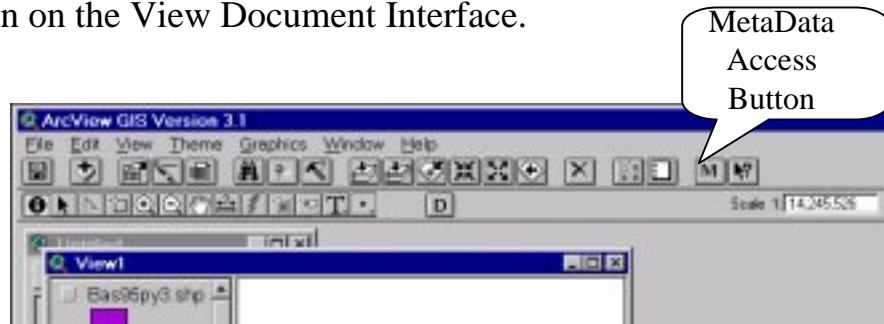 n on the View Document Interface.
MetaData
Access
Button
ArcView GIS Version 3.1
File Edit View Theme Graphics Window Help
M
T D Scale 1: 14,245,526
View1
Bas95py3.shp